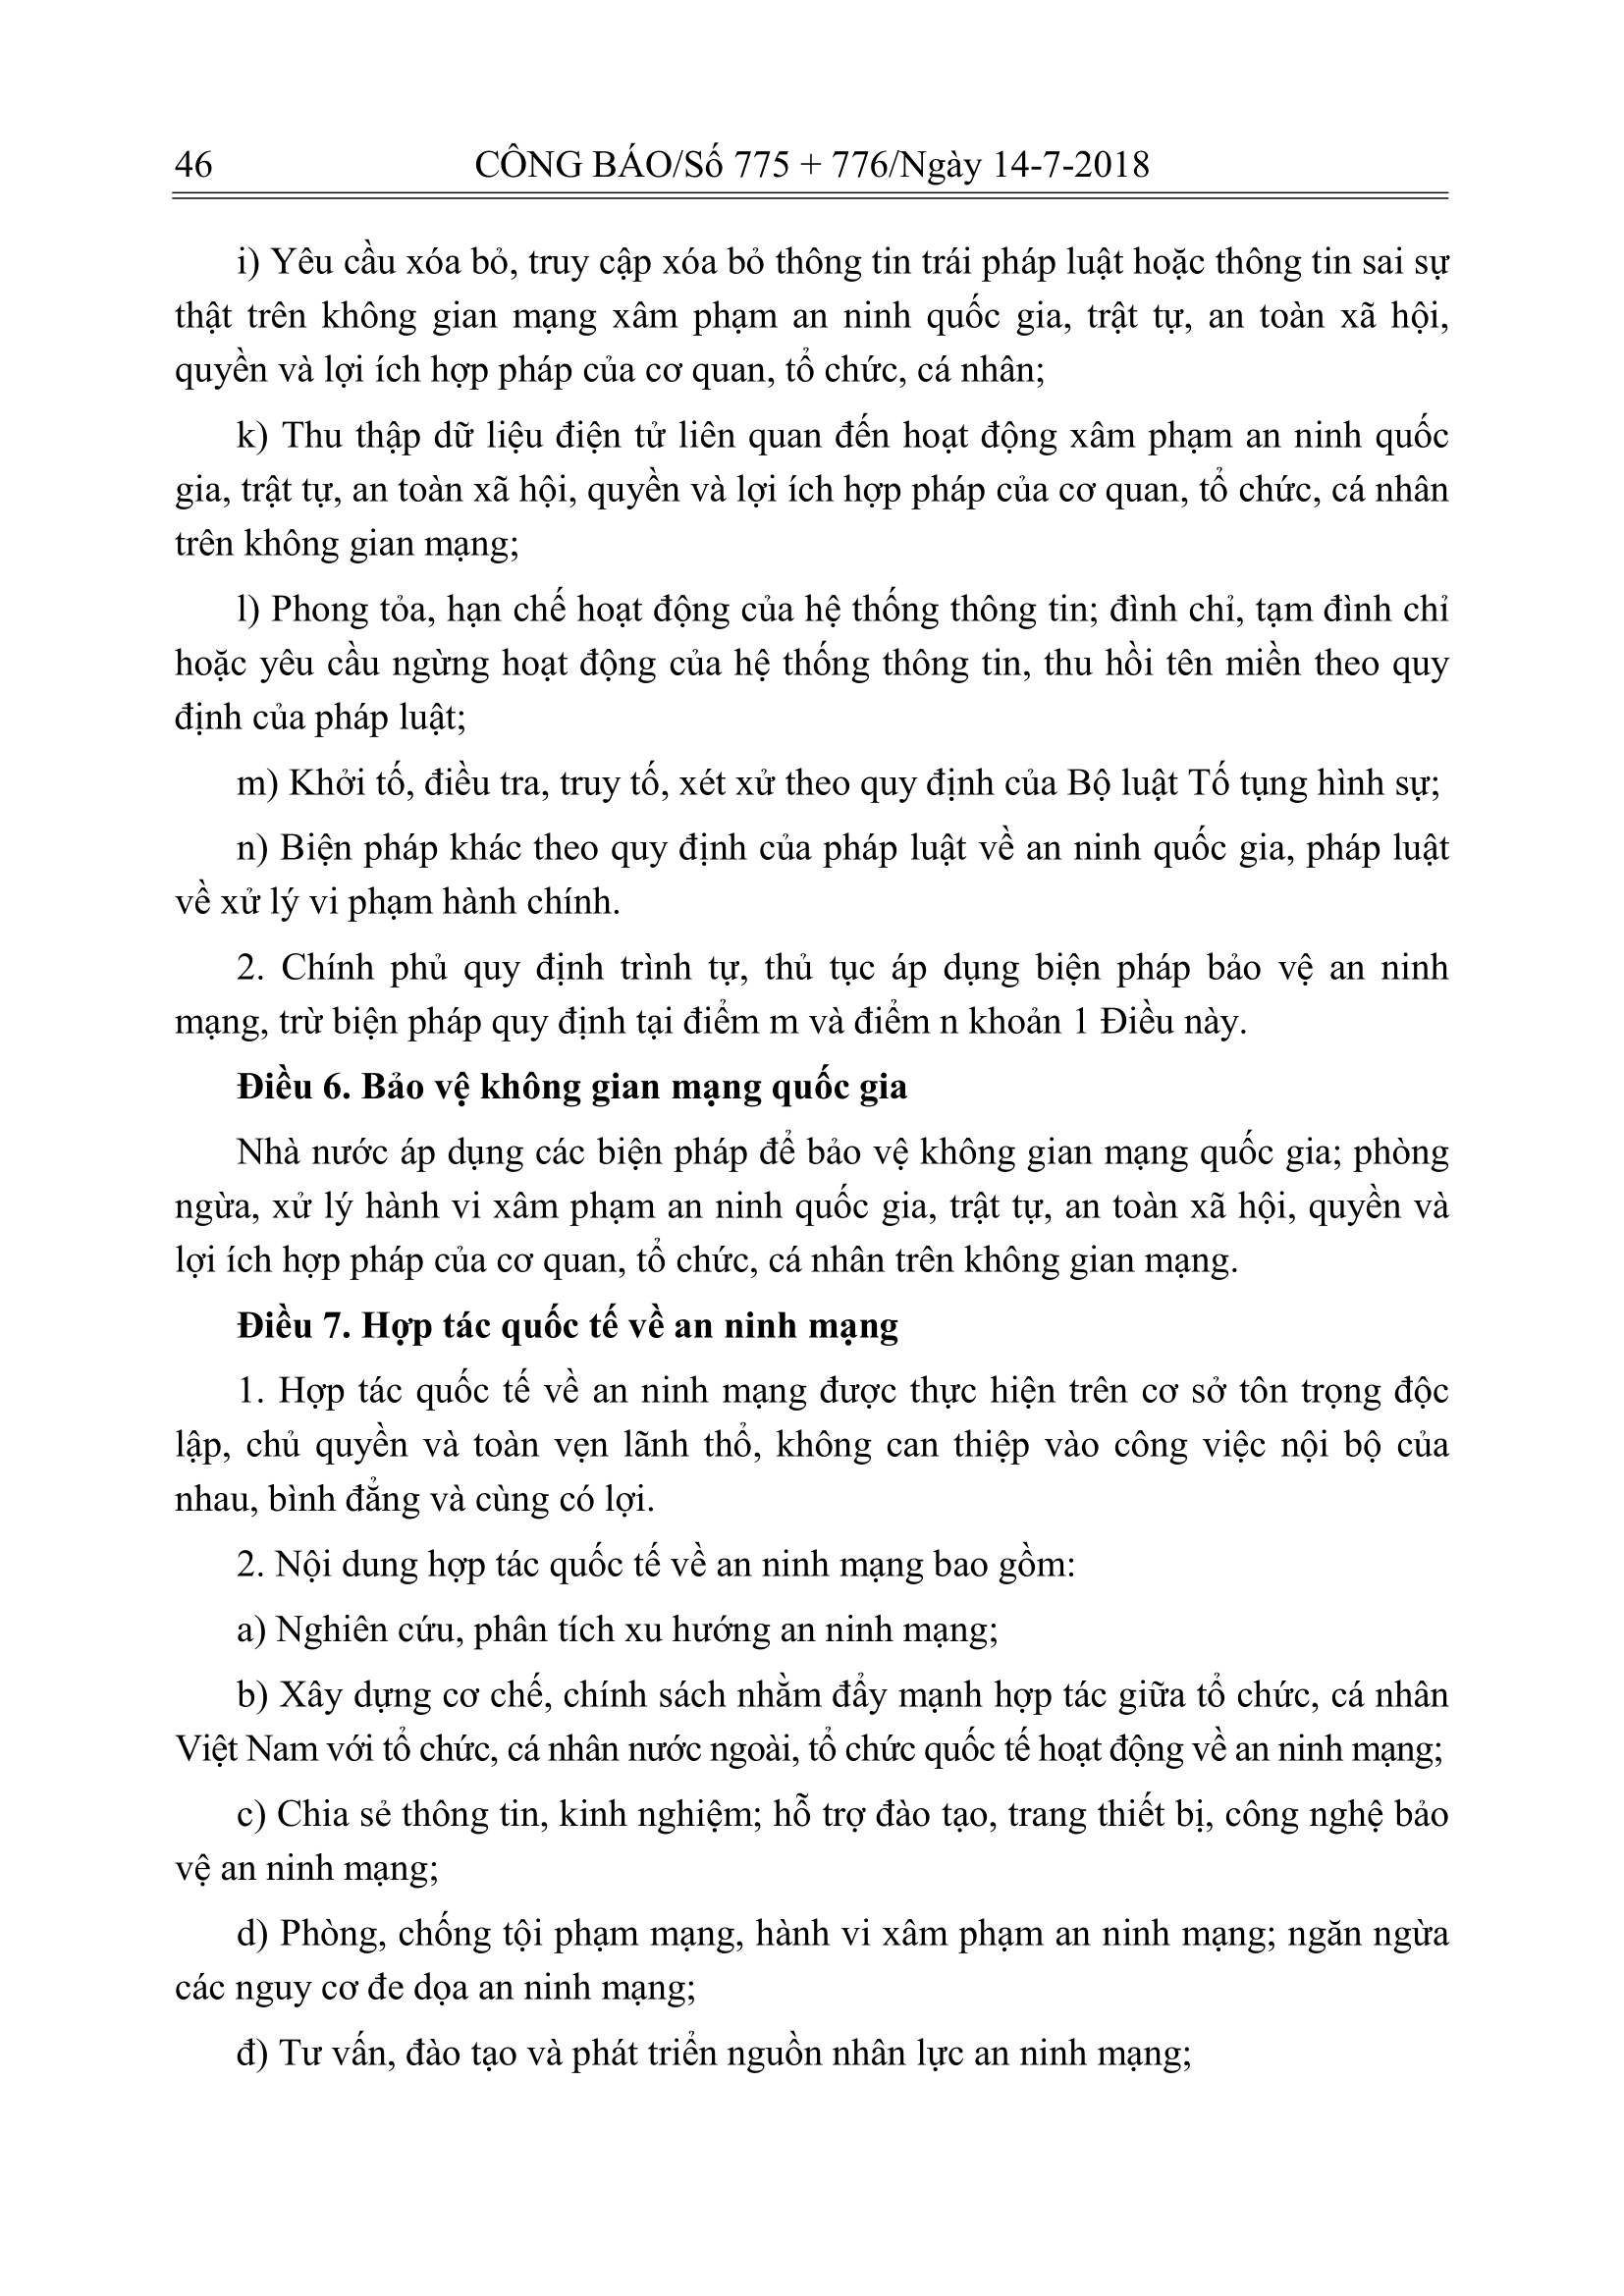 46 CÔNG BÁO/Số 775 + 776/Ngày 14-7-2018
i) Yêu cầu xóa bỏ, truy cập xóa bỏ thông tin trái pháp luật hoặc thông tin sai sự
thật trên không gian mạng xâm phạm an ninh quốc gia, trật tự, an toàn xã hội,
quyền và lợi ích hợp pháp của cơ quan, tổ chức, cá nhân;
k) Thu thập dữ liệu điện tử liên quan đến hoạt động xâm phạm an ninh quốc
gia, trật tự, an toàn xã hội, quyền và lợi ích hợp pháp của cơ quan, tổ chức, cá nhân
trên không gian mạng;
l) Phong tỏa, hạn chế hoạt động của hệ thống thông tin; đình chỉ, tạm đình chỉ
hoặc yêu cầu ngừng hoạt động của hệ thống thông tin, thu hồi tên miền theo quy
định của pháp luật;
m) Khởi tố, điều tra, truy tố, xét xử theo quy định của Bộ luật Tố tụng hình sự;
n) Biện pháp khác theo quy định của pháp luật về an ninh quốc gia, pháp luật
về xử lý vi phạm hành chính.
2. Chính phủ quy định trình tự, thủ tục áp dụng biện pháp bảo vệ an ninh
mạng, trừ biện pháp quy định tại điểm m và điểm n khoản 1 Điều này.
Điều 6. Bảo vệ không gian mạng quốc gia
Nhà nước áp dụng các biện pháp để bảo vệ không gian mạng quốc gia; phòng
ngừa, xử lý hành vi xâm phạm an ninh quốc gia, trật tự, an toàn xã hội, quyền và
lợi ích hợp pháp của cơ quan, tổ chức, cá nhân trên không gian mạng.
Điều 7. Hợp tác quốc tế về an ninh mạng
1. Hợp tác quốc tế về an ninh mạng được thực hiện trên cơ sở tôn trọng độc
lập, chủ quyền và toàn vẹn lãnh thổ, không can thiệp vào công việc nội bộ của
nhau, bình đẳng và cùng có lợi.
2. Nội dung hợp tác quốc tế về an ninh mạng bao gồm:
a) Nghiên cứu, phân tích xu hướng an ninh mạng;
b) Xây dựng cơ chế, chính sách nhằm đẩy mạnh hợp tác giữa tổ chức, cá nhân
Việt Nam với tổ chức, cá nhân nước ngoài, tổ chức quốc tế hoạt động về an ninh mạng;
c) Chia sẻ thông tin, kinh nghiệm; hỗ trợ đào tạo, trang thiết bị, công nghệ bảo
vệ an ninh mạng;
d) Phòng, chống tội phạm mạng, hành vi xâm phạm an ninh mạng; ngăn ngừa
các nguy cơ đe dọa an ninh mạng;
đ) Tư vấn, đào tạo và phát triển nguồn nhân lực an ninh mạng;